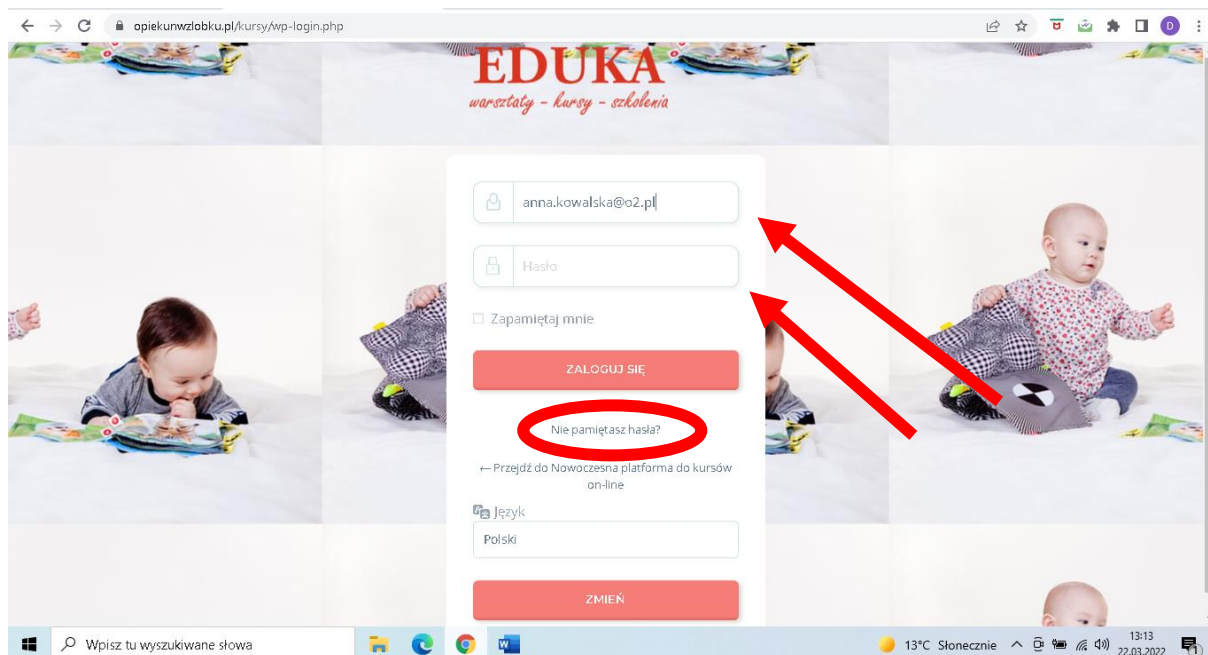 opiekunwzlobku.pl/kursy/wp-login.php
D
EDUKA
warsztaty - kursy - szkolenia
anna.kowalska@o2.pl
Hasło
Zapamiętaj mnie
ZALOGUJ SIĘ
Nie pamiętasz hasła?
← Przejdź do Nowoczesna platforma do kursów
on-line
Język
Polski
ZMIEŃ
Wpisz tu wyszukiwane słowa
13°C Słonecznie
13:13
22.03.2022